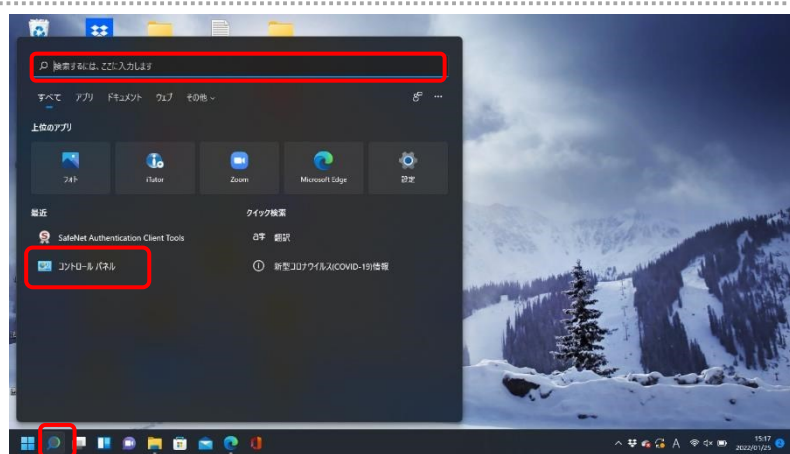 検索するには、ここに入力します
すべて アプリ ドキュメント ウェブ その他
上位のアプリ
フォト iTutor Zoom Microsoft Edge 設定
最近 クイック検索
SafeNet Authentication Client Tools あ字 翻訳
コントロール パネル 新型コロナウイルス(COVID-19)情報
A 15:17
2022/01/25